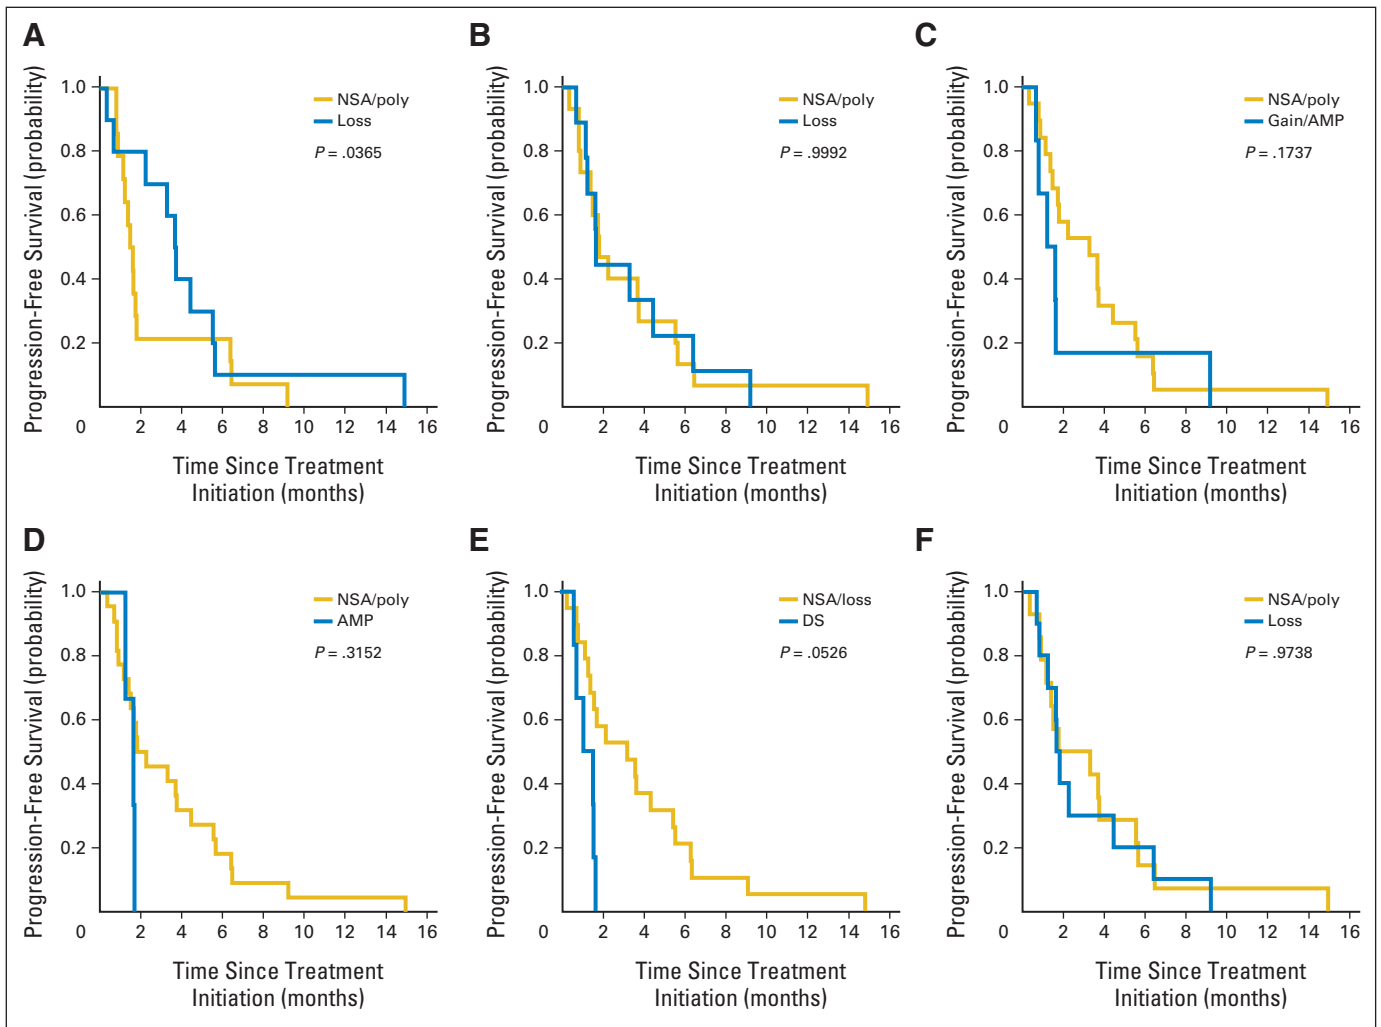 A
Progression-Free Survival (probability)
1.0
0.8
0.6
0.4
0.2
0 2 4 6 8 10 12 14 16
NSA/poly
Loss
P = .0365
Time Since Treatment
Initiation (months)
B
Progression-Free Survival (probability)
1.0
0.8
0.6
0.4
0.2
0 2 4 6 8 10 12 14 16
NSA/poly
Loss
P = .9992
Time Since Treatment
Initiation (months)
C
Progression-Free Survival (probability)
1.0
0.8
0.6
0.4
0.2
0 2 4 6 8 10 12 14 16
NSA/poly
Gain/AMP
P = .1737
Time Since Treatment
Initiation (months)
D
Progression-Free Survival (probability)
1.0
0.8
0.6
0.4
0.2
0 2 4 6 8 10 12 14 16
NSA/poly
AMP
P = .3152
Time Since Treatment
Initiation (months)
E
Progression-Free Survival (probability)
1.0
0.8
0.6
0.4
0.2
0 2 4 6 8 10 12 14 16
NSA/loss
DS
P = .0526
Time Since Treatment
Initiation (months)
F
Progression-Free Survival (probability)
1.0
0.8
0.6
0.4
0.2
0 2 4 6 8 10 12 14 16
NSA/poly
Loss
P = .9738
Time Since Treatment
Initiation (months)